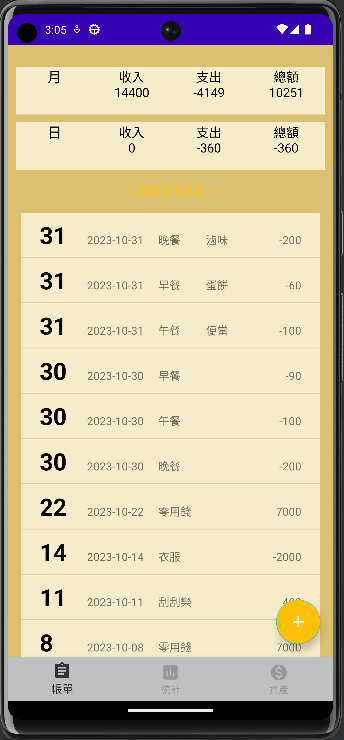 3:05
月 收入 支出 總額
14400 -4149 10251
日 收入 支出 總額
0 -360 -360
31 2023-10-31 晚餐 滷味 -200
31 2023-10-31 早餐 蛋餅 -60
31 2023-10-31 午餐 便當 -100
30 2023-10-30 早餐 -90
30 2023-10-30 午餐 -100
30 2023-10-30 晚餐 -200
22 2023-10-22 零用錢 7000
14 2023-10-14 衣服 -2000
11 2023-10-11 刮刮樂
8 2023-10-08 零用錢 7000
+
帳單 統計 資產